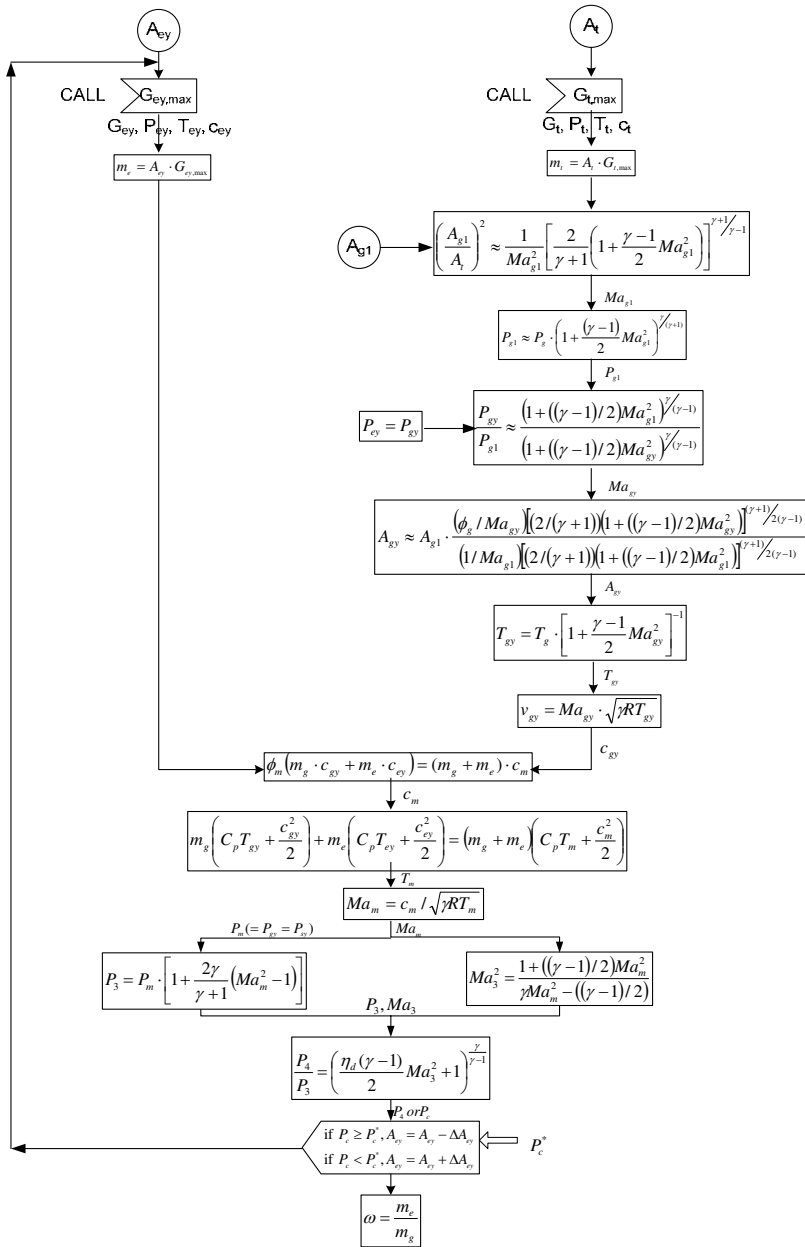 A_ey
CALL G_ey,max
G_ey, P_ey, T_ey, c_ey
m_e = A_ey · G_ey,max
A_t
CALL G_t,max
G_t, P_t, T_t, c_t
m_t = A_t · G_t,max
A_g1
(A_g1/A_t)^2 ≈ 1/Ma_g1^2 [2/(γ+1) (1 + (γ−1)/2 Ma_g1^2)]^(γ+1/γ−1)
Ma_g1
P_g1 ≈ P_g · (1 + (γ−1)/2 Ma_g1^2)^(γ/(γ+1))
P_g1
P_ey = P_gy
P_gy/P_g1 ≈ (1 + ((γ−1)/2)Ma_g1^2)^(γ/(γ−1)) / (1 + ((γ−1)/2)Ma_gy^2)^(γ/(γ−1))
Ma_gy
A_gy ≈ A_g1 · (φ_g / Ma_gy)[(2/(γ+1))(1 + ((γ−1)/2)Ma_gy^2)]^((γ+1)/2(γ−1)) / (1/Ma_g1)[(2/(γ+1))(1 + ((γ−1)/2)Ma_g1^2)]^((γ+1)/2(γ−1))
A_gy
T_gy = T_g · [1 + (γ−1)/2 Ma_gy^2]^−1
T_gy
v_gy = Ma_gy · √(γRT_gy)
c_gy
φ_m(m_g · c_gy + m_e · c_ey) = (m_g + m_e) · c_m
c_m
m_g(C_p T_gy + c_gy^2/2) + m_e(C_p T_ey + c_ey^2/2) = (m_g + m_e)(C_p T_m + c_m^2/2)
T_m
Ma_m = c_m / √(γRT_m)
P_m (= P_gy = P_sy)
Ma_m
P_3 = P_m · [1 + 2γ/(γ+1) (Ma_m^2 − 1)]
Ma_3^2 = (1 + ((γ−1)/2)Ma_m^2) / (γMa_m^2 − ((γ−1)/2))
P_3, Ma_3
P_4/P_3 = (η_d(γ−1)/2 Ma_3^2 + 1)^(γ/(γ−1))
P_4 or P_c
if P_c ≥ P_c^*, A_ey = A_ey − ΔA_ey
if P_c < P_c^*, A_ey = A_ey + ΔA_ey
P_c^*
ω = m_e/m_g